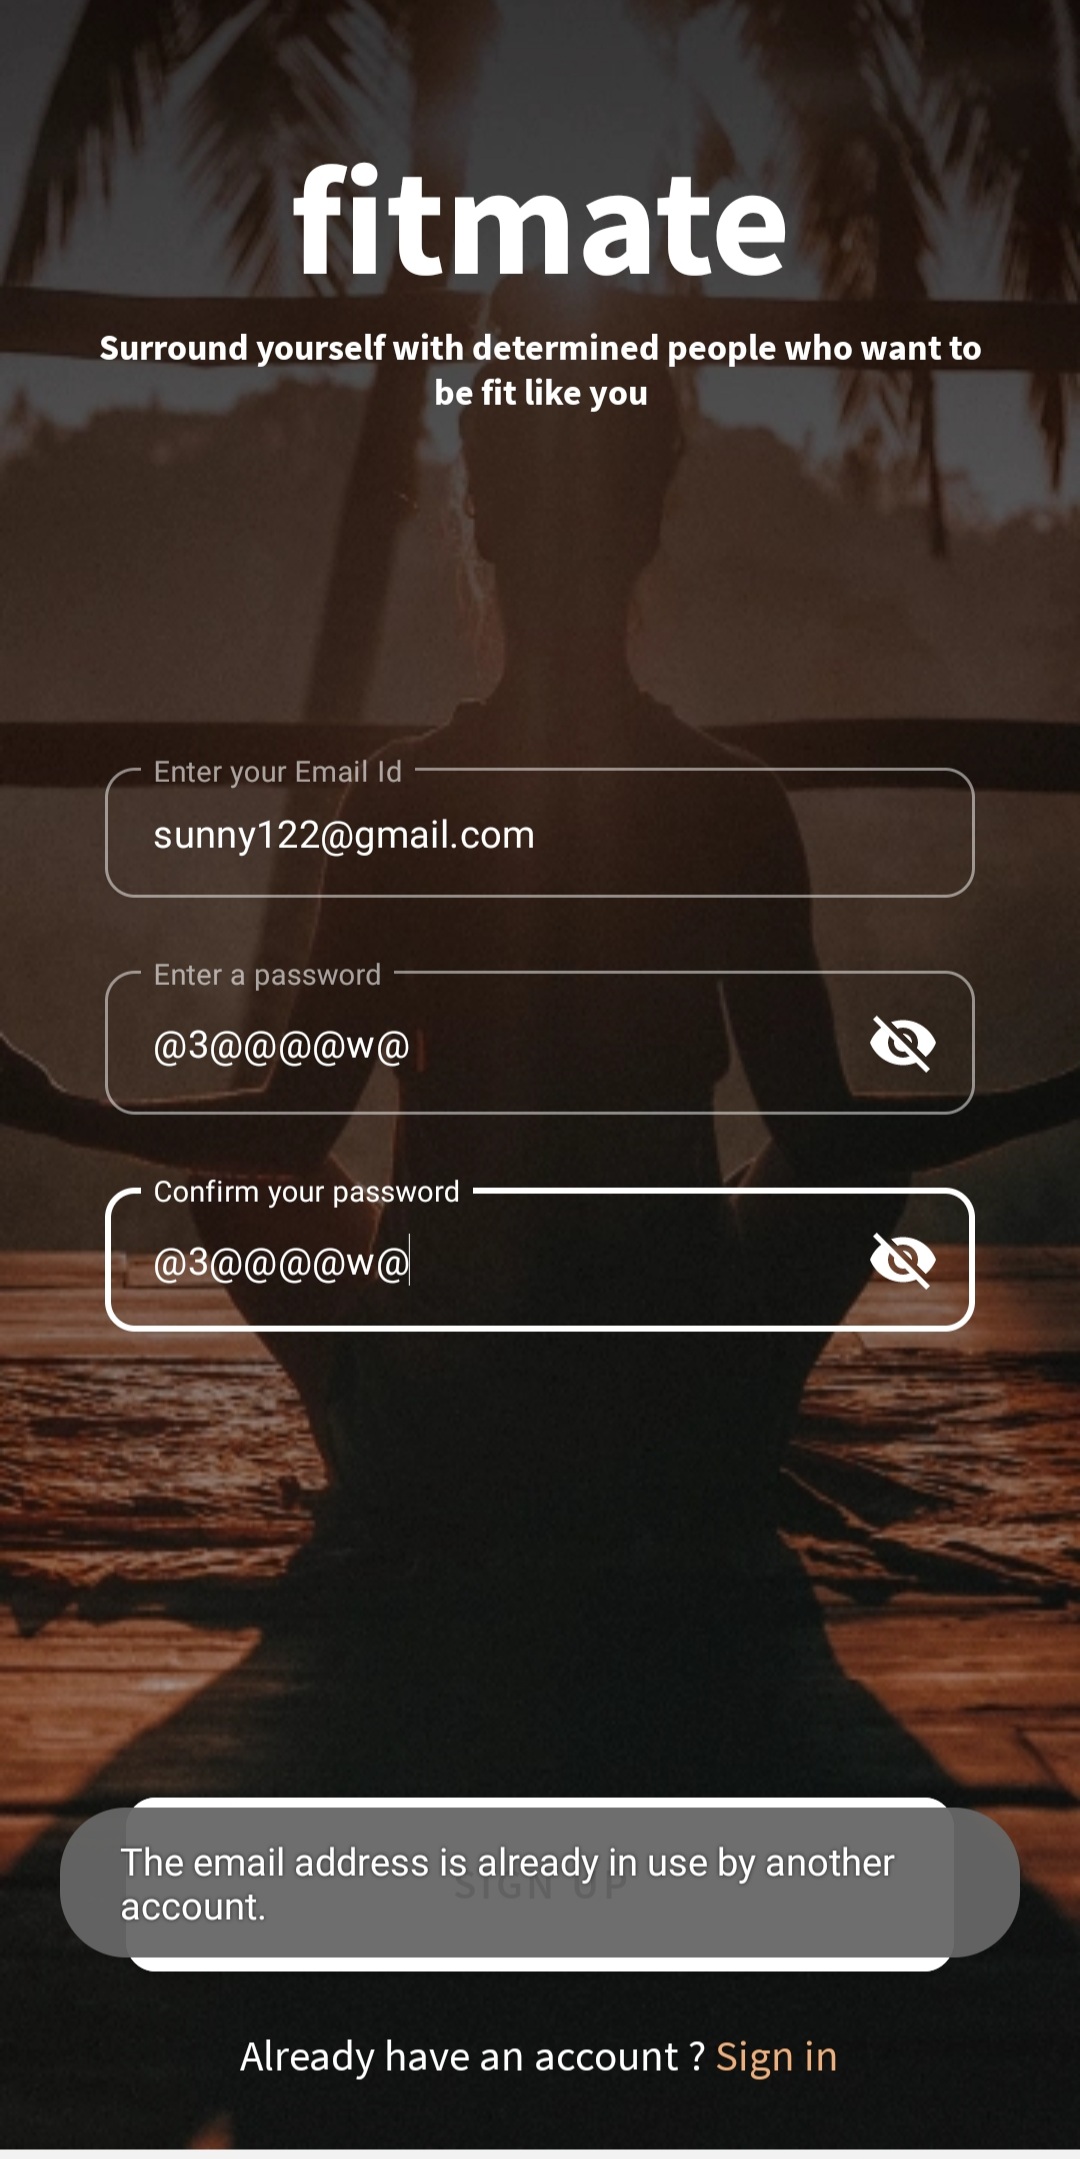 fitmate
Surround yourself with determined people who want to
be fit like you
Enter your Email Id
sunny122@gmail.com
Enter a password
@3@@@@w@
Confirm your password
@3@@@@w@
SIGN UP
The email address is already in use by another
account.
Already have an account ? Sign in